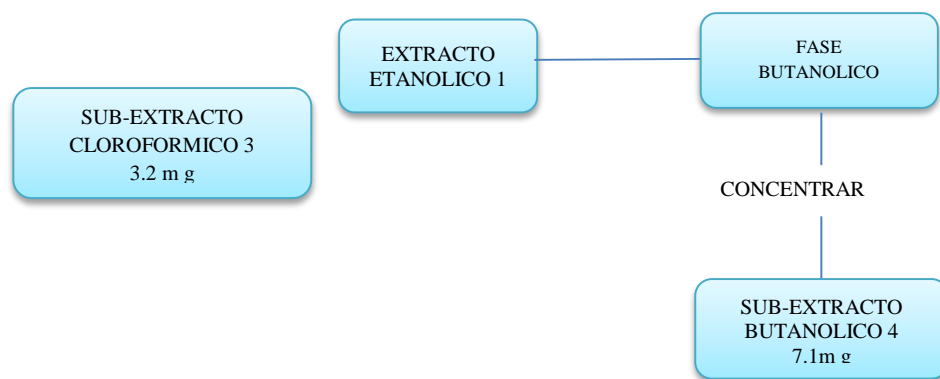 EXTRACTO
ETANOLICO 1
FASE
BUTANOLICO
SUB-EXTRACTO
CLOROFORMICO 3
3.2 m g
CONCENTRAR
SUB-EXTRACTO
BUTANOLICO 4
7.1m g